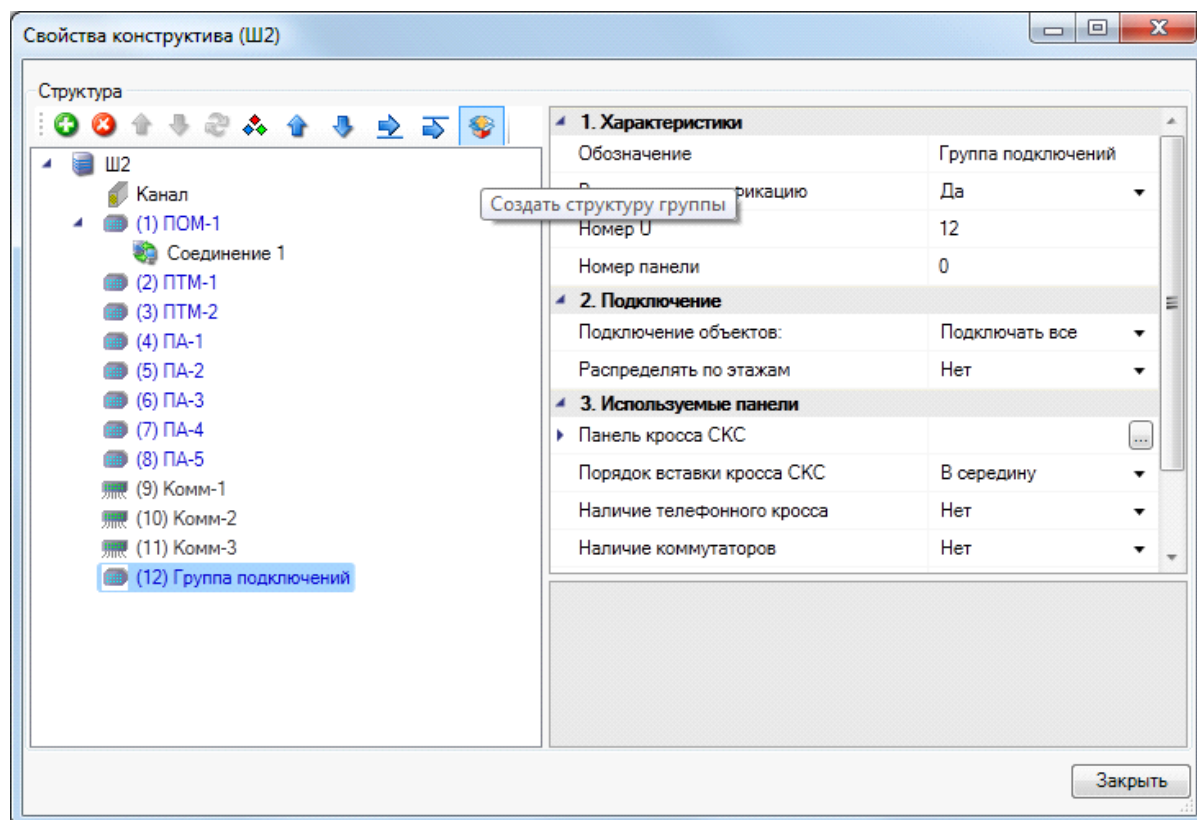 Свойства конструктива (Ш2)
Структура
Ш2
Канал
(1) ПОМ-1
Соединение 1
(2) ПТМ-1
(3) ПТМ-2
(4) ПА-1
(5) ПА-2
(6) ПА-3
(7) ПА-4
(8) ПА-5
(9) Комм-1
(10) Комм-2
(11) Комм-3
(12) Группа подключений
Создать структуру группы
1. Характеристики
Обозначение Группа подключений
Да
Номер U 12
Номер панели 0
2. Подключение
Подключение объектов: Подключать все
Распределять по этажам Нет
3. Используемые панели
Панель кросса СКС ...
Порядок вставки кросса СКС В середину
Наличие телефонного кросса Нет
Наличие коммутаторов Нет
Закрыть